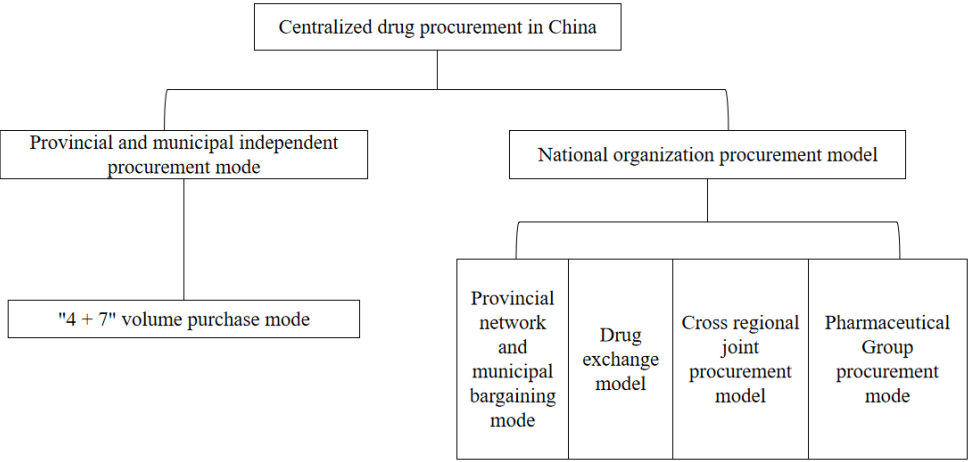 Centralized drug procurement in China
Provincial and municipal independent
procurement mode
National organization procurement model
"4 + 7" volume purchase mode
Provincial
network
and
municipal
bargaining
mode
Drug
exchange
model
Cross regional
joint
procurement
model
Pharmaceutical
Group
procurement
mode